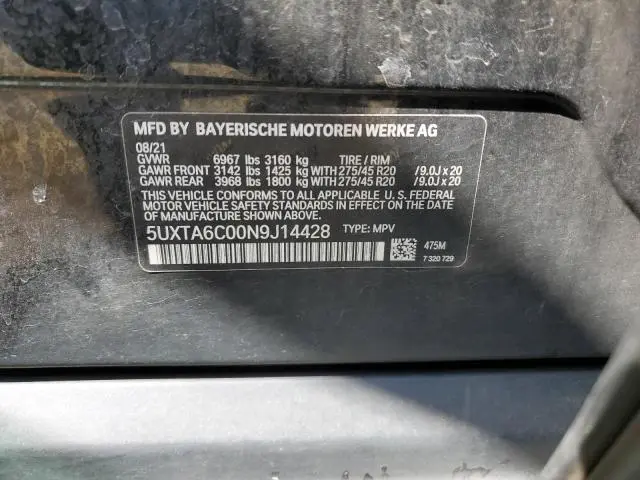 MFD BY BAYERISCHE MOTOREN WERKE AG
08/21
GVWR 6967 lbs 3160 kg TIRE / RIM
GAWR FRONT 3142 lbs 1425 kg WITH 275/45 R20 /9.0J x 20
GAWR REAR 3968 lbs 1800 kg WITH 275/45 R20 /9.0J x 20
THIS VEHICLE CONFORMS TO ALL APPLICABLE U. S. FEDERAL
MOTOR VEHICLE SAFETY STANDARDS IN EFFECT ON THE DATE OF
MANUFACTURE SHOWN ABOVE.
5UXTA6C00N9J14428 TYPE: MPV
475M
7 320 729